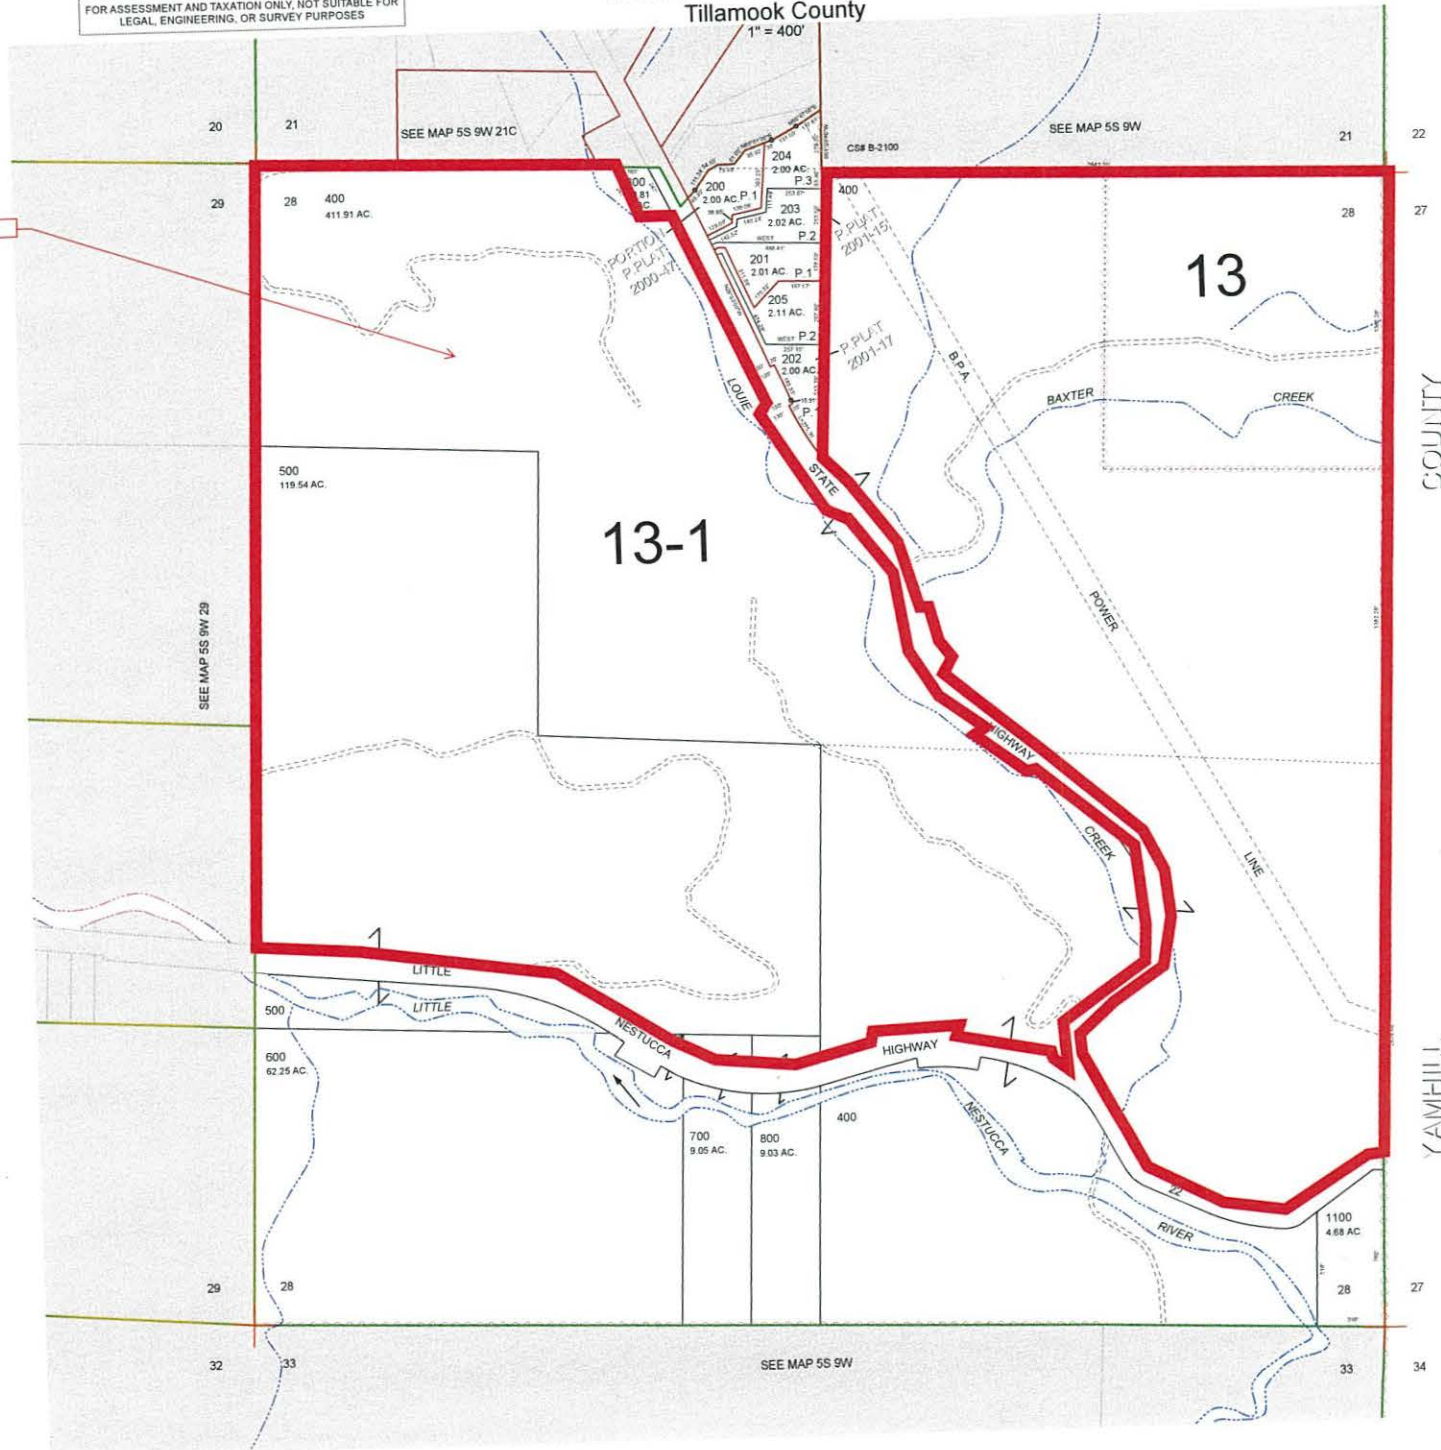 FOR ASSESSMENT AND TAXATION ONLY, NOT SUITABLE FOR
LEGAL, ENGINEERING, OR SURVEY PURPOSES
Tillamook County
1" = 400'
20
21
SEE MAP 5S 9W 21C
SEE MAP 5S 9W
21
22
CS# B-2100
204
2.00 AC.
P.3
200
2.00 AC.
P.1
203
2.02 AC.
WEST
P.2
201
2.01 AC.
P.1
205
2.11 AC.
WEST
P.2
202
2.00 AC.
29
28
400
411.91 AC.
400
28
27
PORTION
P.PLAT
2000-47
P.PLAT
2001-15
P.PLAT
2001-17
13
B.P.A.
BAXTER
CREEK
LOUIE
COUNTY
500
119.54 AC.
STATE
13-1
POWER
SEE MAP 5S 9W 29
HIGHWAY
CREEK
LINE
LITTLE
LITTLE
500
NESTUCCA
HIGHWAY
600
62.25 AC.
YAMHILL
400
NESTUCCA
700
9.05 AC.
800
9.03 AC.
22
RIVER
1100
4.68 AC
29
28
28
27
32
33
SEE MAP 5S 9W
33
34